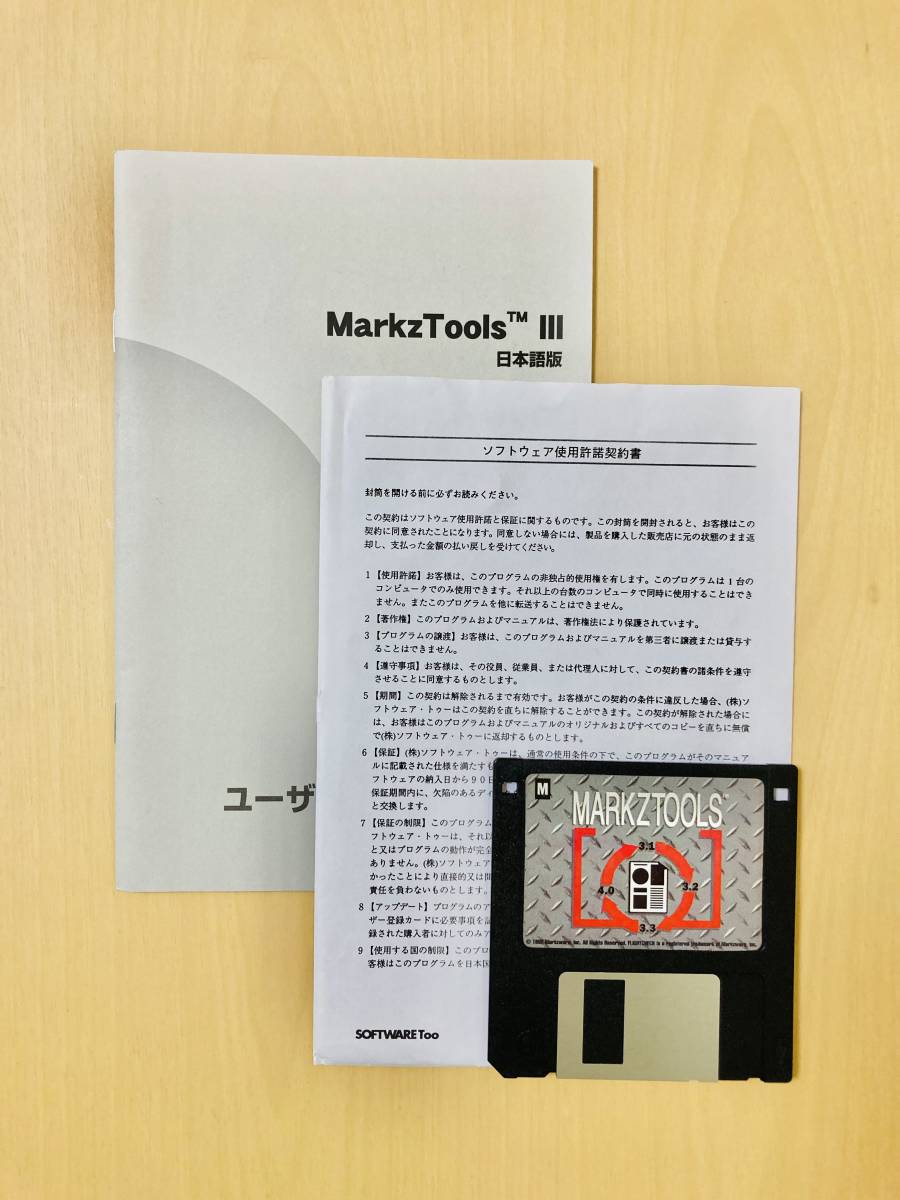 MarkzTools™ III
日本語版
ユーザ
ソフトウェア使用許諾契約書
封筒を開ける前に必ずお読みください。
この契約はソフトウェア使用許諾と保証に関するものです。この封筒を開封されると、お客様はこの
契約に同意されたことになります。同意しない場合には、製品を購入した販売店に元の状態のまま返
却し、支払った金額の払い戻しを受けてください。
1【使用許諾】お客様は、このプログラムの非独占的使用権を有します。このプログラムは1台の
コンピュータでのみ使用できます。それ以上の台数のコンピュータで同時に使用することはでき
ません。またこのプログラムを他に転送することはできません。
2【著作権】このプログラムおよびマニュアルは、著作権法により保護されています。
3【プログラムの譲渡】お客様は、このプログラムおよびマニュアルを第三者に譲渡または貸与す
ることはできません。
4【遵守事項】お客様は、その役員、従業員、または代理人に対して、この契約書の諸条件を遵守
させることに同意するものとします。
5【期間】この契約は解除されるまで有効です。お客様がこの契約の条件に違反した場合、(株)ソ
フトウェア・トゥーはこの契約を直ちに解除することができます。この契約が解除された場合に
は、お客様はこのプログラムおよびマニュアルのオリジナルおよびすべてのコピーを直ちに無償
で(株)ソフトウェア・トゥーに返却するものとします。
6【保証】(株)ソフトウェア・トゥーは、通常の使用条件の下で、このプログラムがそのマニュア
ルに記載された仕様を満たすも
フトウェアの納入日から90日
保証期間内に、欠陥のあるディ
と交換します。
7【保証の制限】このプログラム
フトウェア・トゥーは、それ以
と又はプログラムの動作が完全
ありません。(株)ソフトウェア
かったことにより直接的又は間
責任を負わないものとします。
8【アップデート】プログラムのア
ザー登録カードに必要事項を記
録された購入者に対してのみア
9【使用する国の制限】このプロ
客様はこのプログラムを日本国
SOFTWARE Too
M
MARKZTOOLS™
3.1
4.0
3.2
3.3
Markzware, Inc. All Rights Reserved. FLIGHTCHECK is a registered trademark of Markzware, Inc.